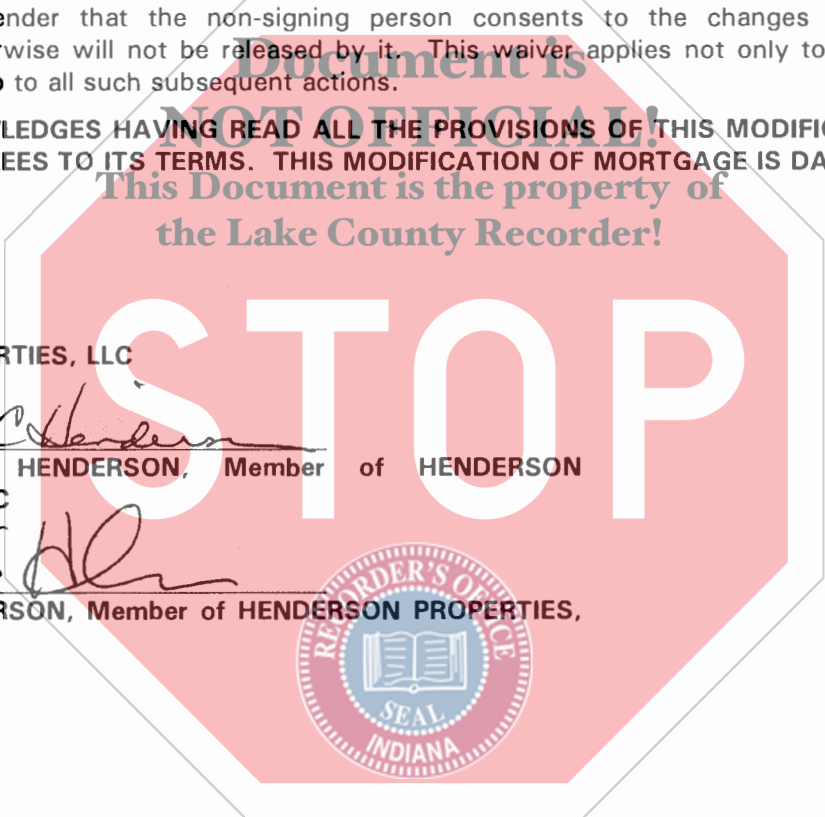 ender that the non-signing person consents to the changes
rwise will not be released by it. This waiver applies not only to
to all such subsequent actions.
Document is
NOT OFFICIAL!
LEDGES HAVING READ ALL THE PROVISIONS OF THIS MODIFIC
EES TO ITS TERMS. THIS MODIFICATION OF MORTGAGE IS DA
This Document is the property of
the Lake County Recorder!
STOP
RTIES, LLC
C Henderson
HENDERSON, Member of HENDERSON
C
RSON, Member of HENDERSON PROPERTIES,
RECORDER'S OFFICE
SEAL
INDIANA